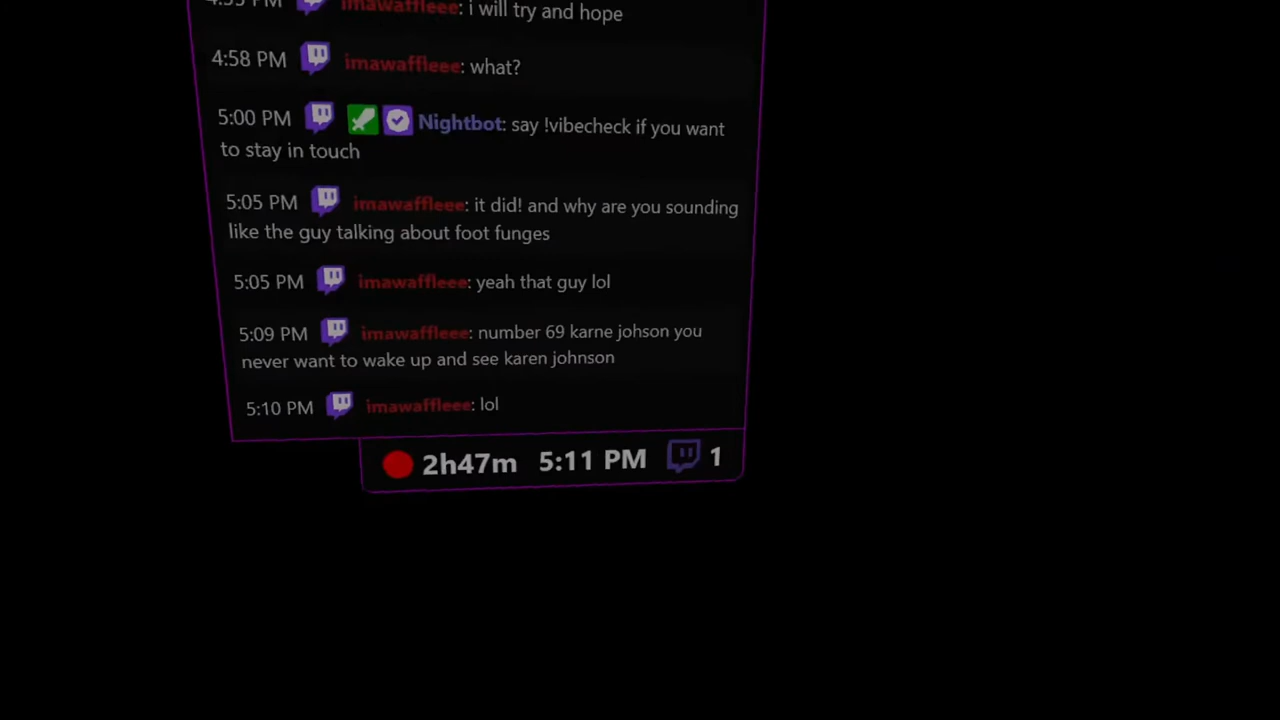 imawaffleee: i will try and hope
4:58 PM imawaffleee: what?
5:00 PM Nightbot: say !vibecheck if you want
to stay in touch
5:05 PM imawaffleee: it did! and why are you sounding
like the guy talking about foot funges
5:05 PM imawaffleee: yeah that guy lol
5:09 PM imawaffleee: number 69 karne johson you
never want to wake up and see karen johnson
5:10 PM imawaffleee: lol
2h47m 5:11 PM 1